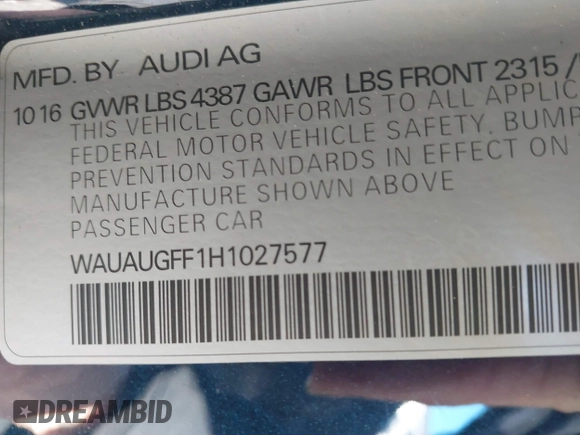 MFD. BY AUDI AG
10 16 GVWR LBS 4387 GAWR LBS FRONT 2315 /
THIS VEHICLE CONFORMS TO ALL APPLIC
FEDERAL MOTOR VEHICLE SAFETY, BUMP
PREVENTION STANDARDS IN EFFECT ON
MANUFACTURE SHOWN ABOVE
PASSENGER CAR
WAUAUGFF1H1027577
DREAMBID